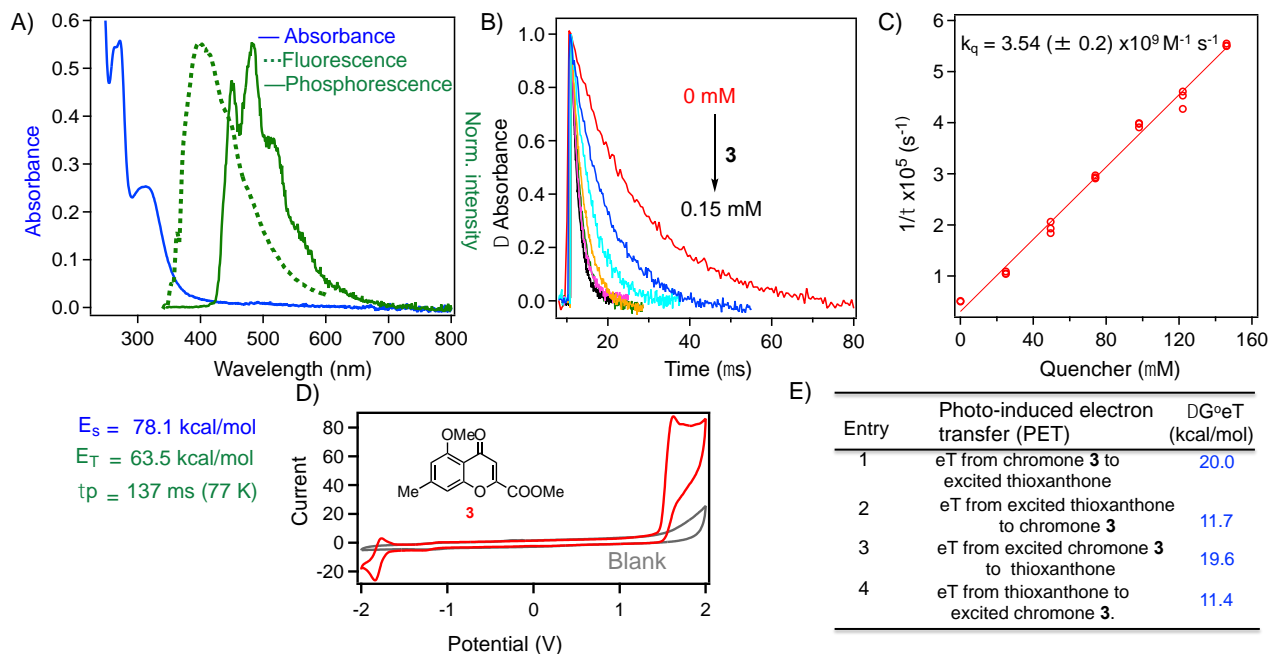 A)
0.6
0.5
0.4
0.3
0.2
0.1
0.0
Absorbance
Absorbance
Fluorescence
Phosphorescence
Norm. intensity
300 400 500 600 700 800
Wavelength (nm)
B)
1.0
0.8
0.6
0.4
0.2
0.0
D Absorbance
0 mM
3
0.15 mM
20 40 60 80
Time (ms)
C)
kq = 3.54 (± 0.2) x10⁹ M⁻¹ s⁻¹
6
5
4
3
2
1
1/t x10⁵ (s⁻¹)
0 40 80 120 160
Quencher (mM)
Es = 78.1 kcal/mol
ET = 63.5 kcal/mol
tp = 137 ms (77 K)
D)
80
60
40
20
0
-20
Current
OMe O
Me
O
COOMe
3
Blank
-2 -1 0 1 2
Potential (V)
E)
Entry
Photo-induced electron
transfer (PET)
DGᵒeT
(kcal/mol)
1
eT from chromone 3 to
excited thioxanthone
20.0
2
eT from excited thioxanthone
to chromone 3
11.7
3
eT from excited chromone 3
to thioxanthone
19.6
4
eT from thioxanthone to
excited chromone 3.
11.4